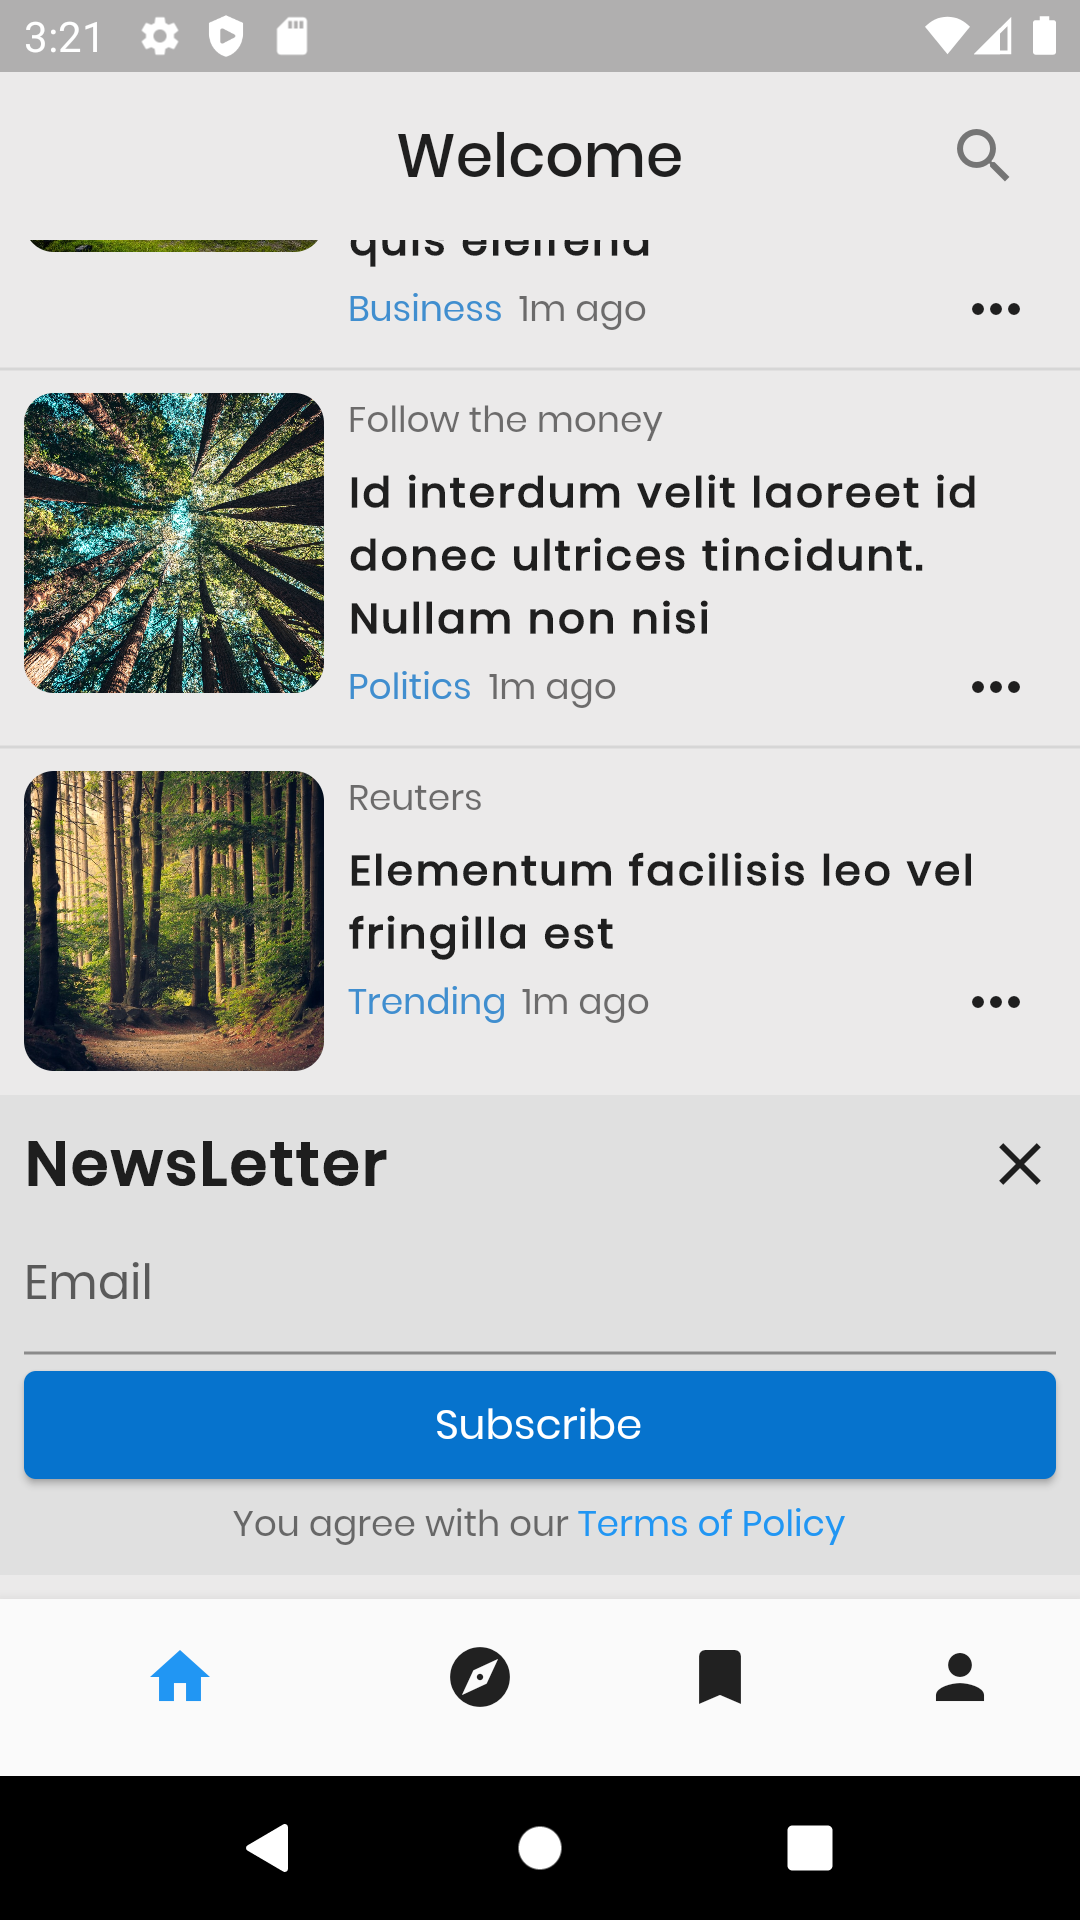 3:21
Welcome
quis eleifend
Business 1m ago
Follow the money
Id interdum velit laoreet id
donec ultrices tincidunt.
Nullam non nisi
Politics 1m ago
Reuters
Elementum facilisis leo vel
fringilla est
Trending 1m ago
NewsLetter
Email
Subscribe
You agree with our Terms of Policy